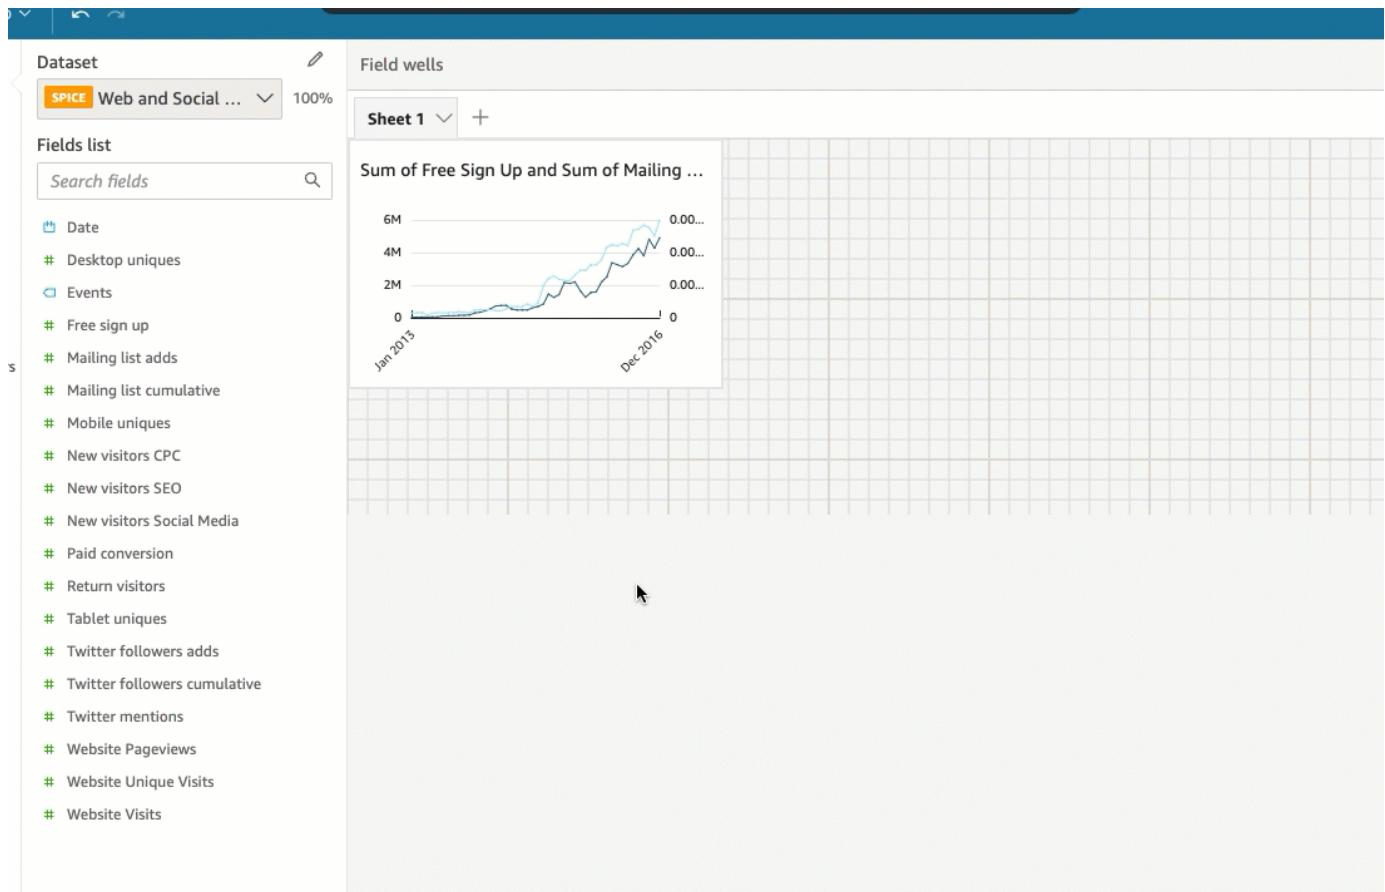 Dataset
SPICE Web and Social ... 100%
Fields list
Search fields
Date
Desktop uniques
Events
Free sign up
Mailing list adds
Mailing list cumulative
Mobile uniques
New visitors CPC
New visitors SEO
New visitors Social Media
Paid conversion
Return visitors
Tablet uniques
Twitter followers adds
Twitter followers cumulative
Twitter mentions
Website Pageviews
Website Unique Visits
Website Visits
Field wells
Sheet 1
Sum of Free Sign Up and Sum of Mailing ...
6M 0.00...
4M 0.00...
2M 0.00...
0 0
Jan 2013 Dec 2016